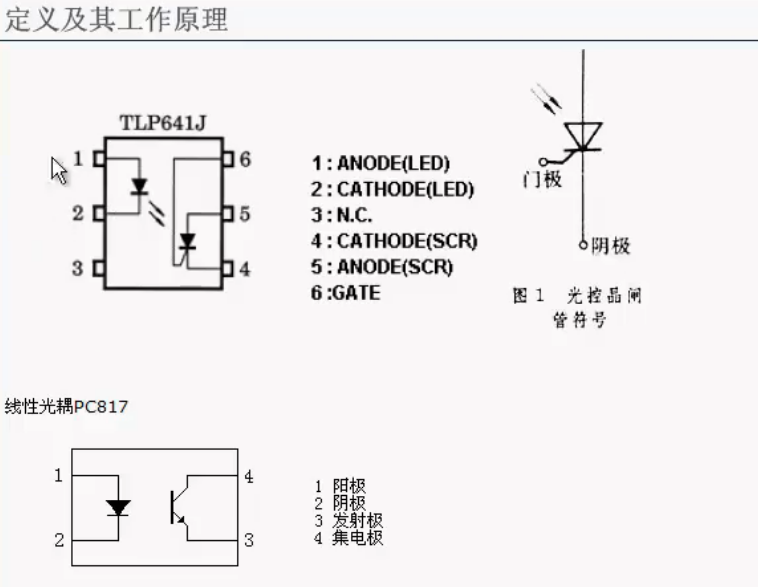 定义及其工作原理
TLP641J
1
2
3
6
5
4
1 : ANODE(LED)
2 : CATHODE(LED)
3 : N.C.
4 : CATHODE(SCR)
5 : ANODE(SCR)
6 :GATE
门极
阴极
图 1 光控晶闸
管符号
线性光耦PC817
1
2
4
3
1 阳极
2 阴极
3 发射极
4 集电极